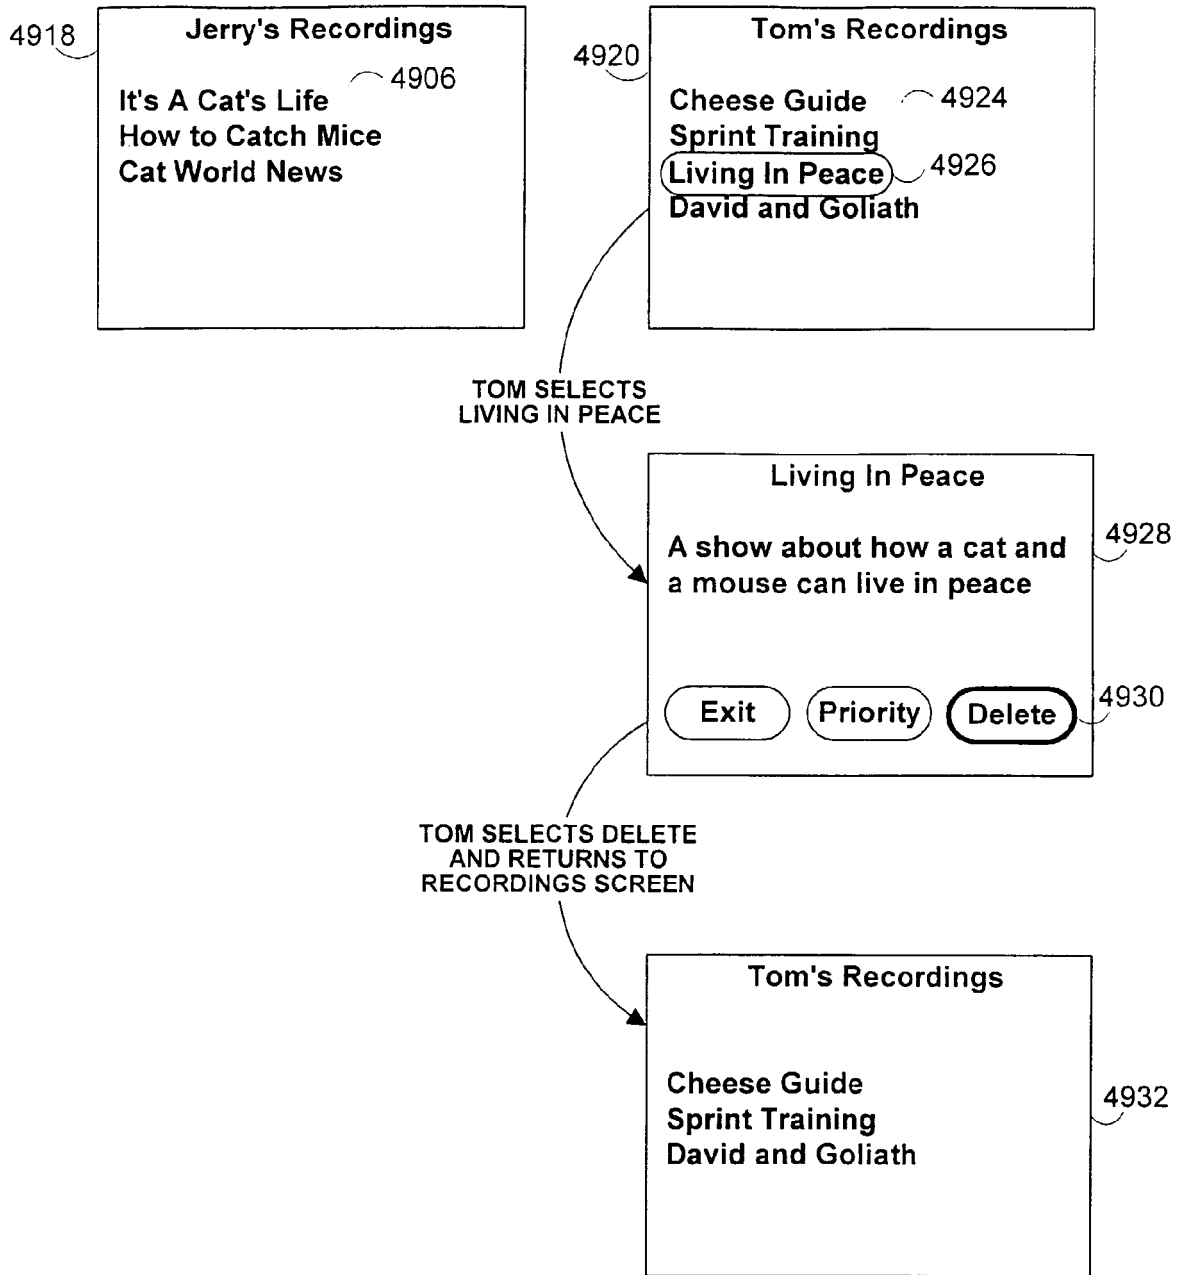 4918
Jerry's Recordings
4906
It's A Cat's Life
How to Catch Mice
Cat World News
4920
Tom's Recordings
Cheese Guide
4924
Sprint Training
Living In Peace
4926
David and Goliath
TOM SELECTS
LIVING IN PEACE
Living In Peace
4928
A show about how a cat and
a mouse can live in peace
Exit
Priority
Delete
4930
TOM SELECTS DELETE
AND RETURNS TO
RECORDINGS SCREEN
Tom's Recordings
Cheese Guide
Sprint Training
David and Goliath
4932